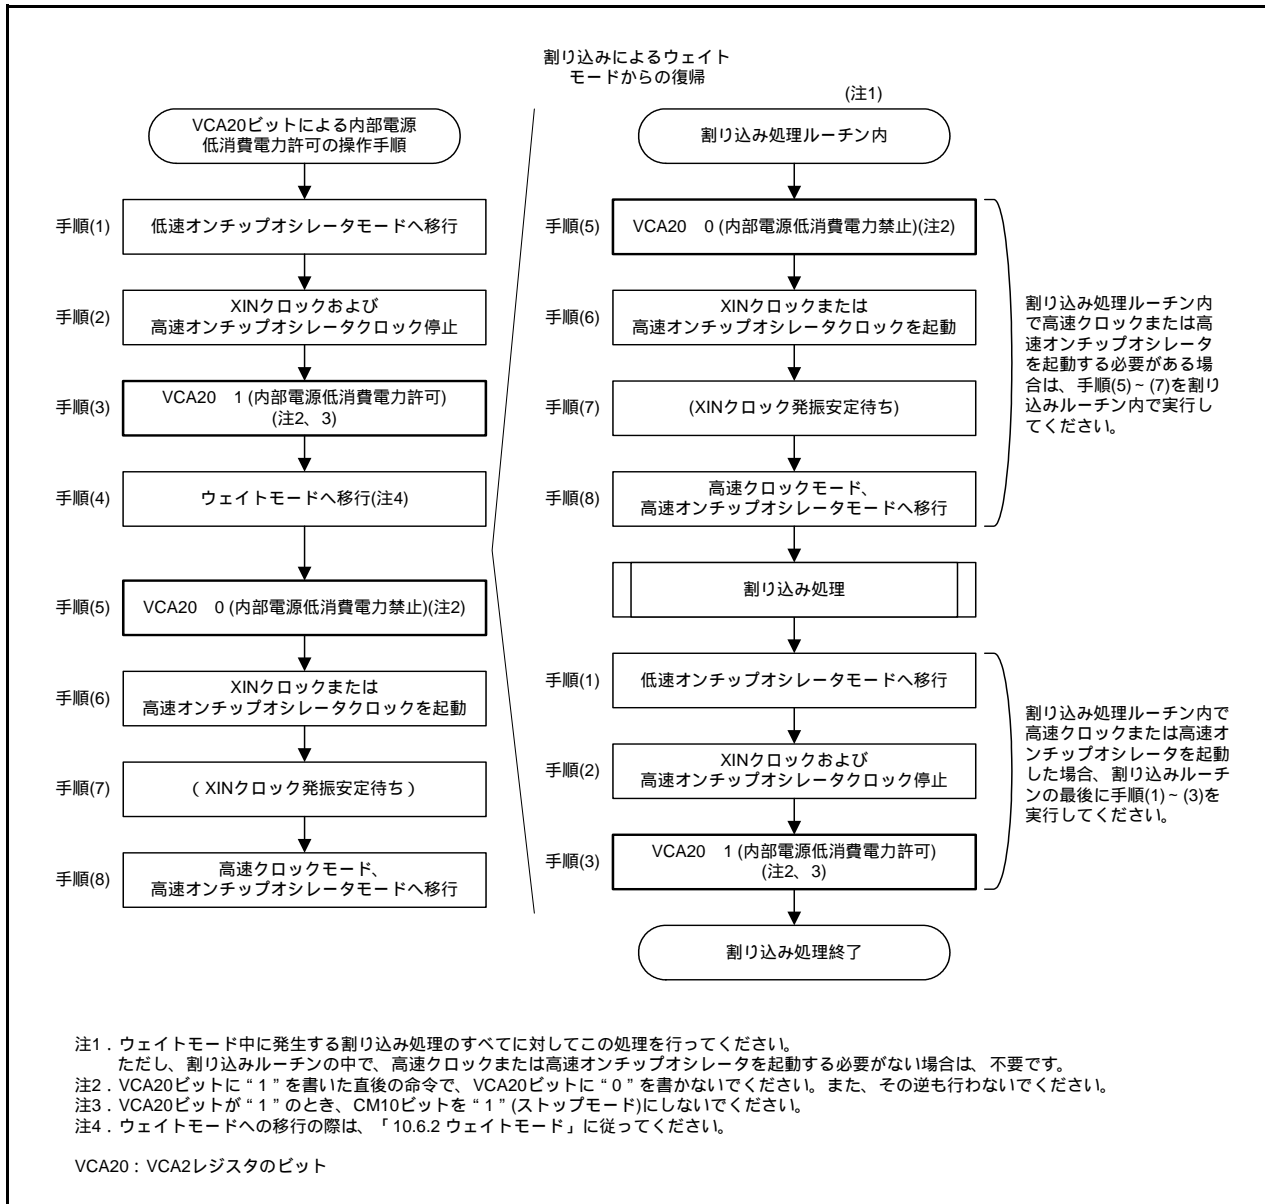 VCA20ビットによる内部電源
低消費電力許可の操作手順
手順(1)
低速オンチップオシレータモードへ移行
手順(2)
XINクロックおよび
高速オンチップオシレータクロック停止
手順(3)
VCA20 1 (内部電源低消費電力許可)
(注2、3)
手順(4)
ウェイトモードへ移行(注4)
手順(5)
VCA20 0 (内部電源低消費電力禁止)(注2)
手順(6)
XINクロックまたは
高速オンチップオシレータクロックを起動
手順(7)
( XINクロック発振安定待ち )
手順(8)
高速クロックモード、
高速オンチップオシレータモードへ移行
割り込みによるウェイト
モードからの復帰
(注1)
割り込み処理ルーチン内
手順(5)
VCA20 0 (内部電源低消費電力禁止)(注2)
手順(6)
XINクロックまたは
高速オンチップオシレータクロックを起動
手順(7)
(XINクロック発振安定待ち)
手順(8)
高速クロックモード、
高速オンチップオシレータモードへ移行
割り込み処理ルーチン内
で高速クロックまたは高
速オンチップオシレータ
を起動する必要がある場
合は、手順(5) ~ (7)を割り
込みルーチン内で実行し
てください。
割り込み処理
手順(1)
低速オンチップオシレータモードへ移行
手順(2)
XINクロックおよび
高速オンチップオシレータクロック停止
手順(3)
VCA20 1 (内部電源低消費電力許可)
(注2、3)
割り込み処理ルーチン内で
高速クロックまたは高速オ
ンチップオシレータを起動
した場合、割り込みルーチ
ンの最後に手順(1) ~ (3)を
実行してください。
割り込み処理終了
注1．ウェイトモード中に発生する割り込み処理のすべてに対してこの処理を行ってください。
ただし、割り込みルーチンの中で、高速クロックまたは高速オンチップオシレータを起動する必要がない場合は、不要です。
注2．VCA20ビットに“1”を書いた直後の命令で、VCA20ビットに“0”を書かないでください。また、その逆も行わないでください。
注3．VCA20ビットが“1”のとき、CM10ビットを“1”(ストップモード)にしないでください。
注4．ウェイトモードへの移行の際は、「10.6.2 ウェイトモード」に従ってください。
VCA20：VCA2レジスタのビット